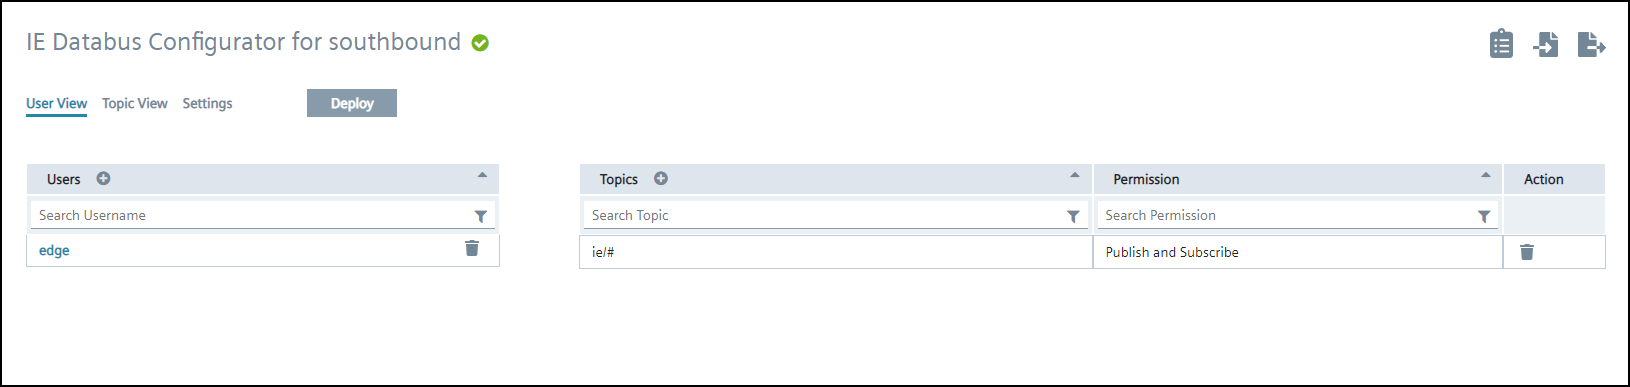 IE Databus Configurator for southbound
User View Topic View Settings Deploy
Users Topics Permission Action
Search Username Search Topic Search Permission
edge ie/# Publish and Subscribe